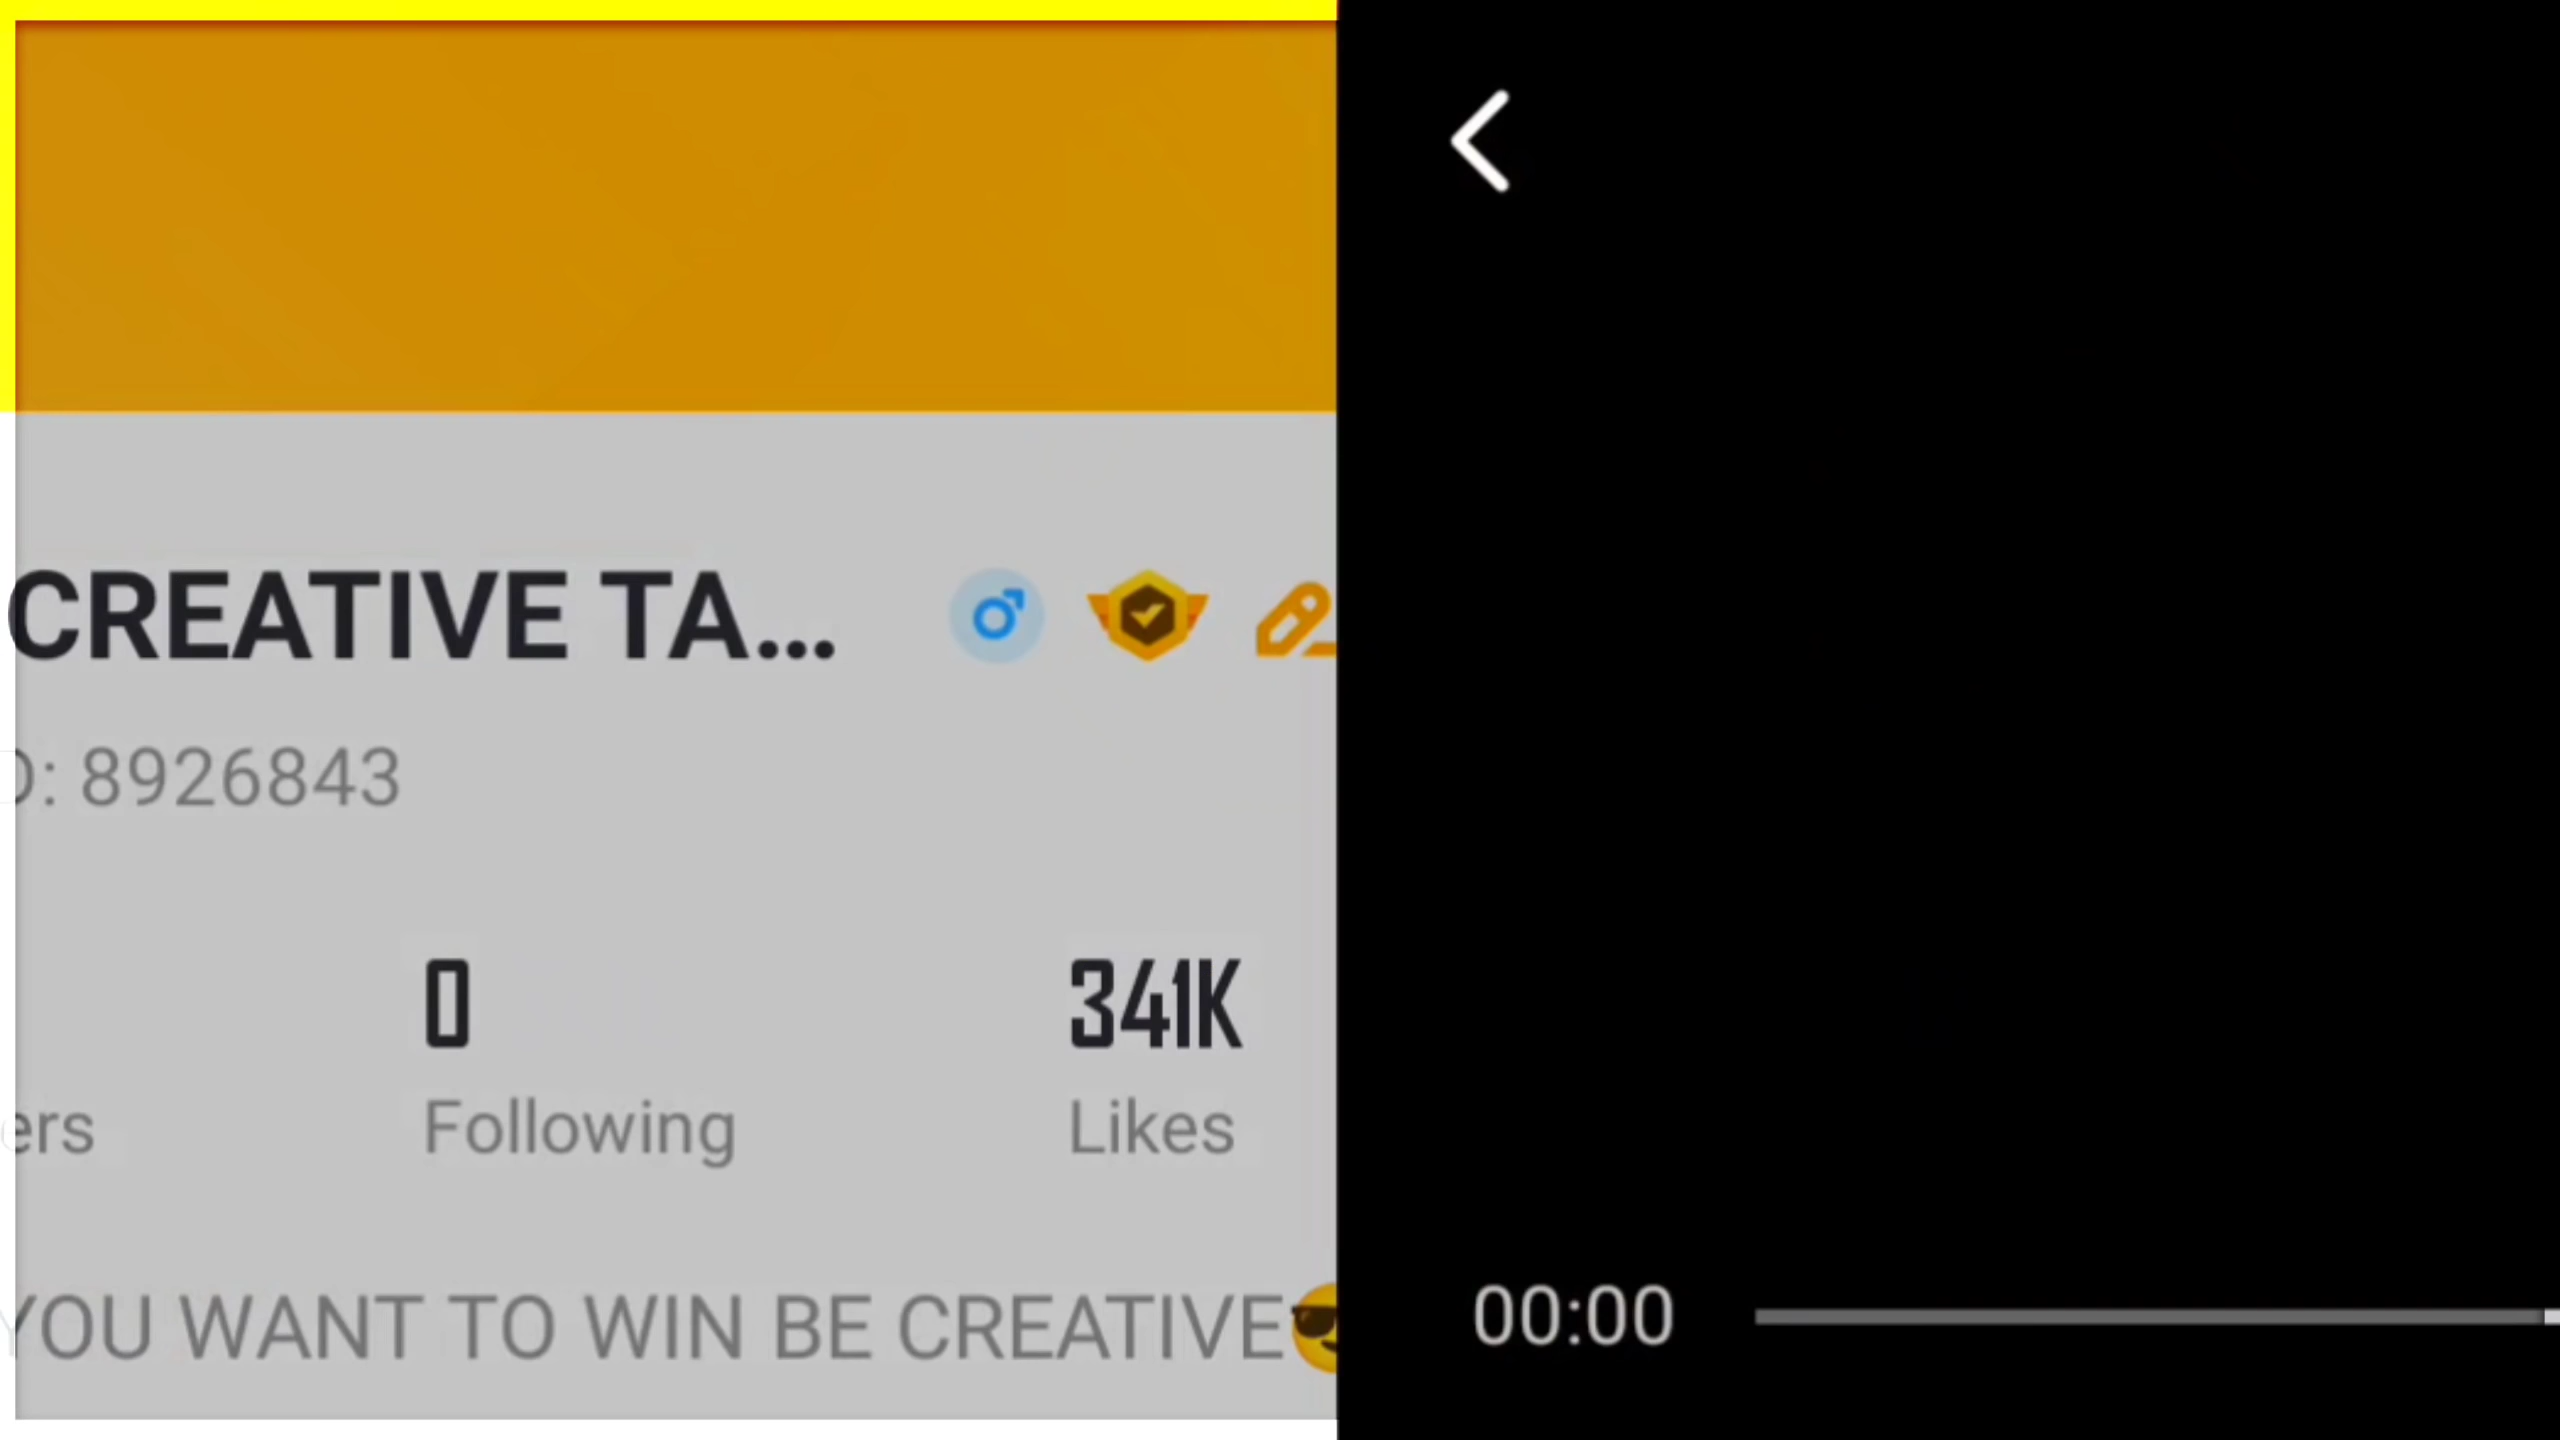 CREATIVE TA...
D: 8926843
0
341K
ers
Following
Likes
YOU WANT TO WIN BE CREATIVE😎
00:00